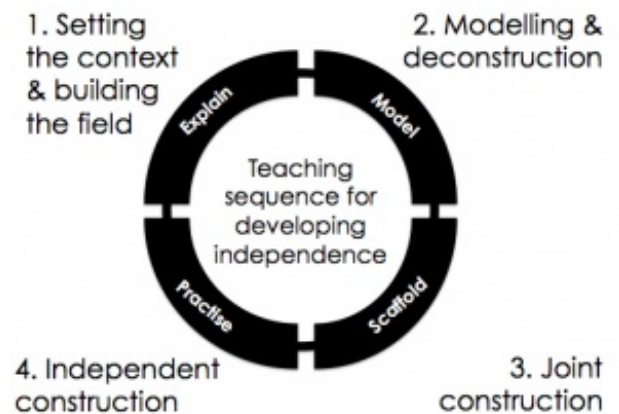 1. Setting
the context
& building
the field
2. Modelling &
deconstruction
Explain
Model
Teaching
sequence for
developing
independence
Practise
Scaffold
4. Independent
construction
3. Joint
construction